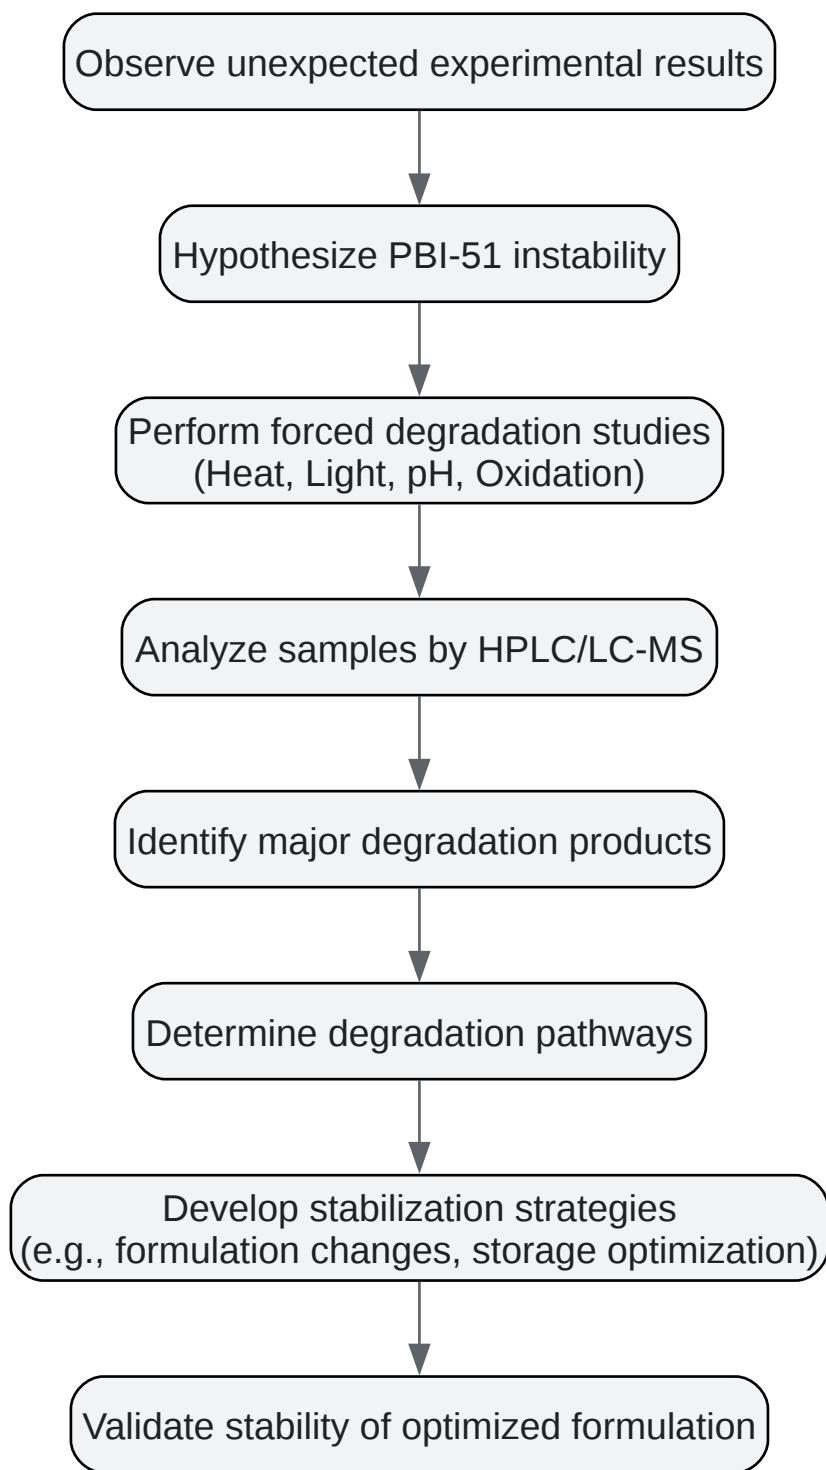 Observe unexpected experimental results
Hypothesize PBI-51 instability
Perform forced degradation studies
(Heat, Light, pH, Oxidation)
Analyze samples by HPLC/LC-MS
Identify major degradation products
Determine degradation pathways
Develop stabilization strategies
(e.g., formulation changes, storage optimization)
Validate stability of optimized formulation